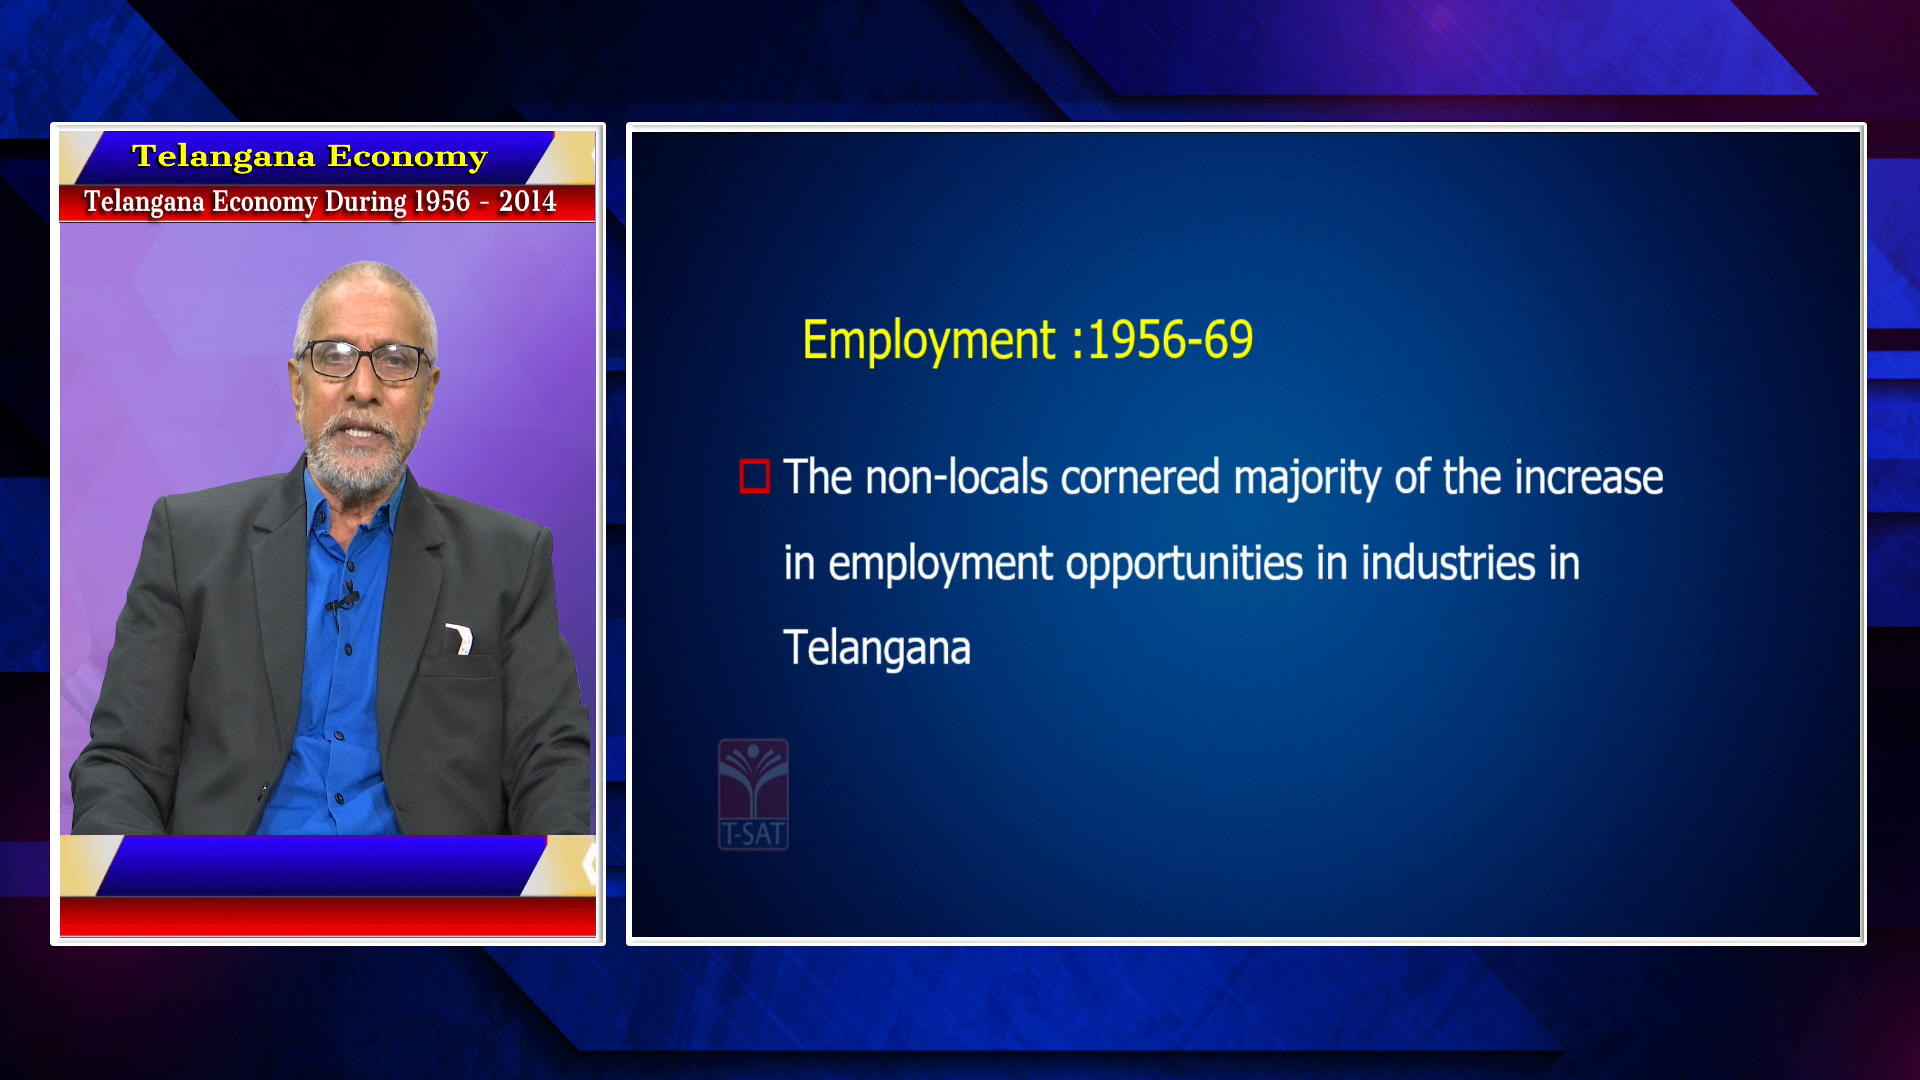 Telangana Economy
Telangana Economy During 1956 - 2014
Employment :1956-69
The non-locals cornered majority of the increase
in employment opportunities in industries in
Telangana
T-SAT